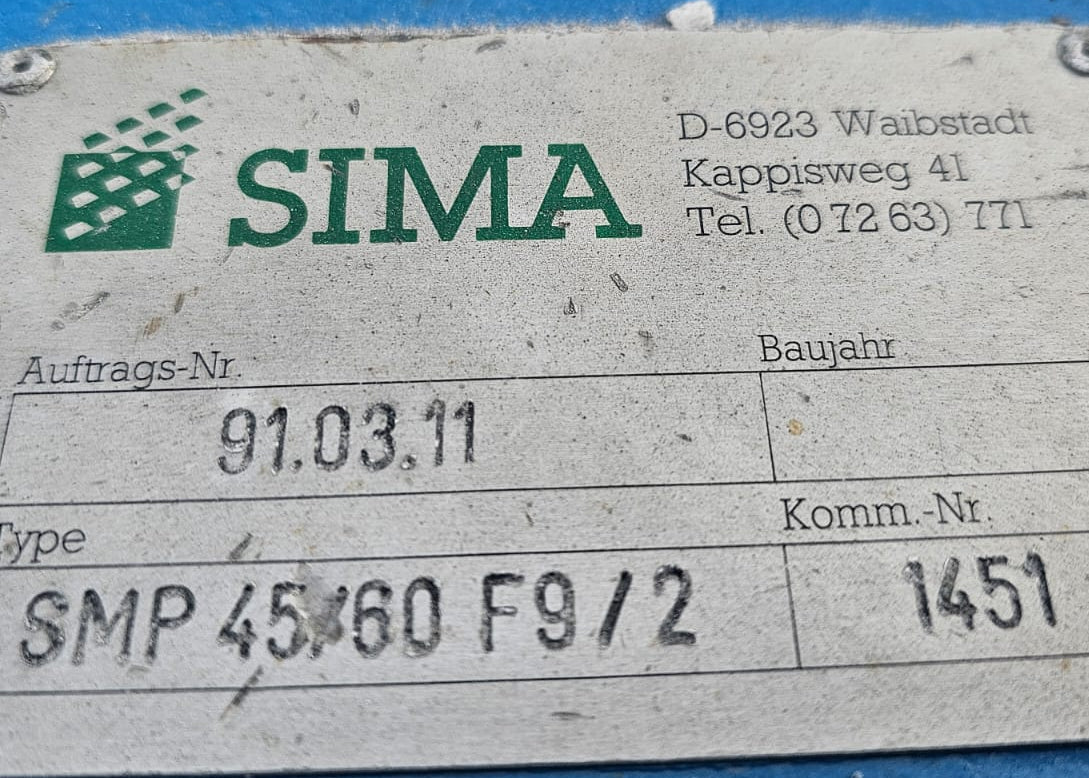 SIMA
D-6923 Waibstadt
Kappisweg 41
Tel. (0 72 63) 771
Auftrags-Nr.
Baujahr
91.03.11
Type
Komm.-Nr.
SMP 45/60 F9/2
1451